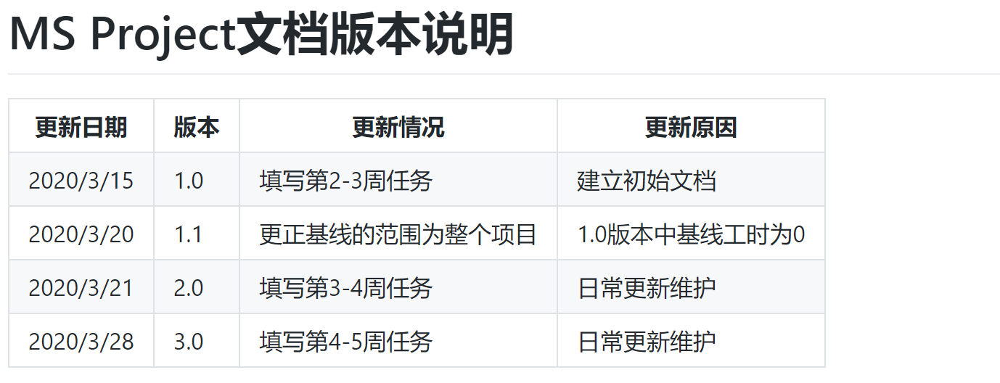 MS Project文档版本说明
更新日期 版本 更新情况 更新原因
2020/3/15 1.0 填写第2-3周任务 建立初始文档
2020/3/20 1.1 更正基线的范围为整个项目 1.0版本中基线工时为0
2020/3/21 2.0 填写第3-4周任务 日常更新维护
2020/3/28 3.0 填写第4-5周任务 日常更新维护